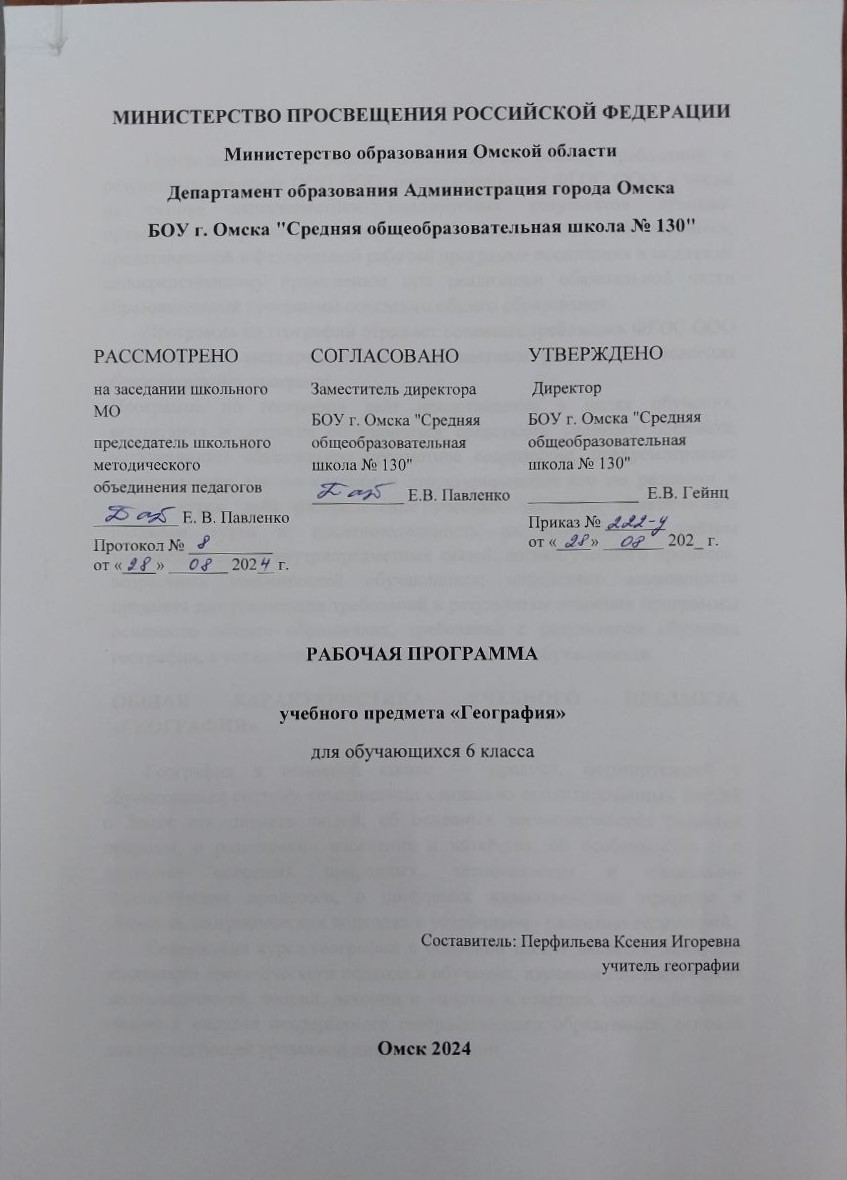 МИНИСТЕРСТВО ПРОСВЕЩЕНИЯ РОССИЙСКОЙ ФЕДЕРАЦИИ
Министерство образования Омской области
Департамент образования Администрация города Омска
БОУ г. Омска "Средняя общеобразовательная школа № 130"
РАССМОТРЕНО
на заседании школьного
МО
председатель школьного
методического
объединения педагогов
Е. В. Павленко
Протокол № 8
от «28» 08 2024 г.
СОГЛАСОВАНО
Заместитель директора
БОУ г. Омска "Средняя
общеобразовательная
школа № 130"
Е.В. Павленко
УТВЕРЖДЕНО
Директор
БОУ г. Омска "Средняя
общеобразовательная
школа № 130"
Е.В. Гейнц
Приказ № 222-у
от «28» 08 202_ г.
РАБОЧАЯ ПРОГРАММА
учебного предмета «География»
для обучающихся 6 класса
Составитель: Перфильева Ксения Игоревна
учитель географии
Омск 2024